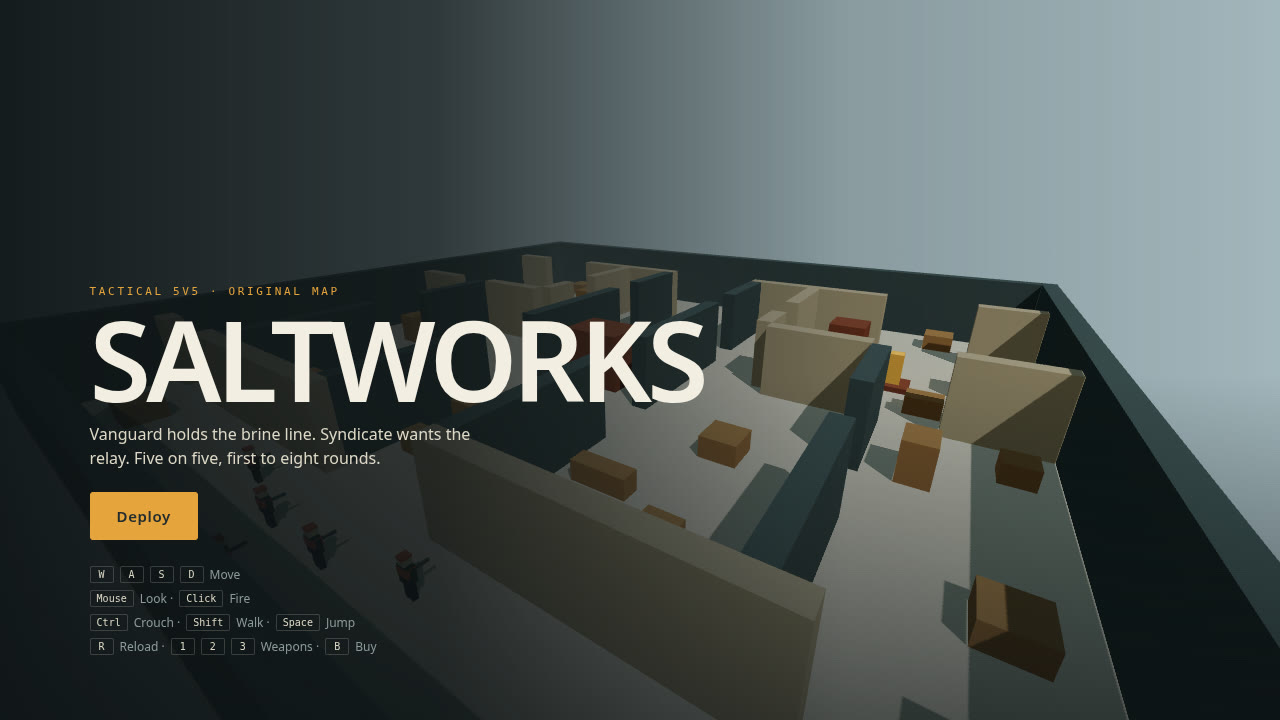 TACTICAL 5V5 · ORIGINAL MAP
SALTWORKS
Vanguard holds the brine line. Syndicate wants the
relay. Five on five, first to eight rounds.
Deploy
W A S D Move
Mouse Look · Click Fire
Ctrl Crouch · Shift Walk · Space Jump
R Reload · 1 2 3 Weapons · B Buy